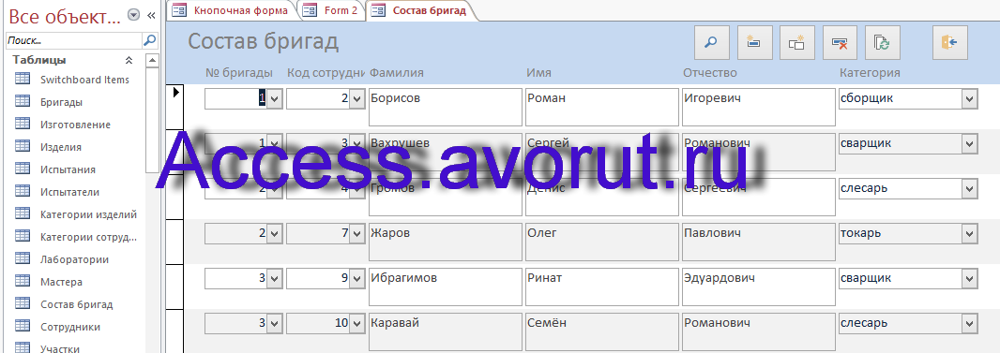 Все объект... «
Поиск...
Таблицы
Switchboard Items
Бригады
Изготовление
Изделия
Испытания
Испытатели
Категории изделий
Категории сотруд...
Лаборатории
Мастера
Состав бригад
Сотрудники
Участки
Кнопочная форма Form 2 Состав бригад
Состав бригад
№ бригады Код сотрудни Фамилия Имя Отчество Категория
1 2 Борисов Роман Игоревич сборщик
1 3 Вахрушев Сергей Романович сварщик
Access.avorut.ru
2 4 Громов Денис Сергеевич слесарь
2 7 Жаров Олег Павлович токарь
3 9 Ибрагимов Ринат Эдуардович сварщик
3 10 Каравай Семён Романович слесарь